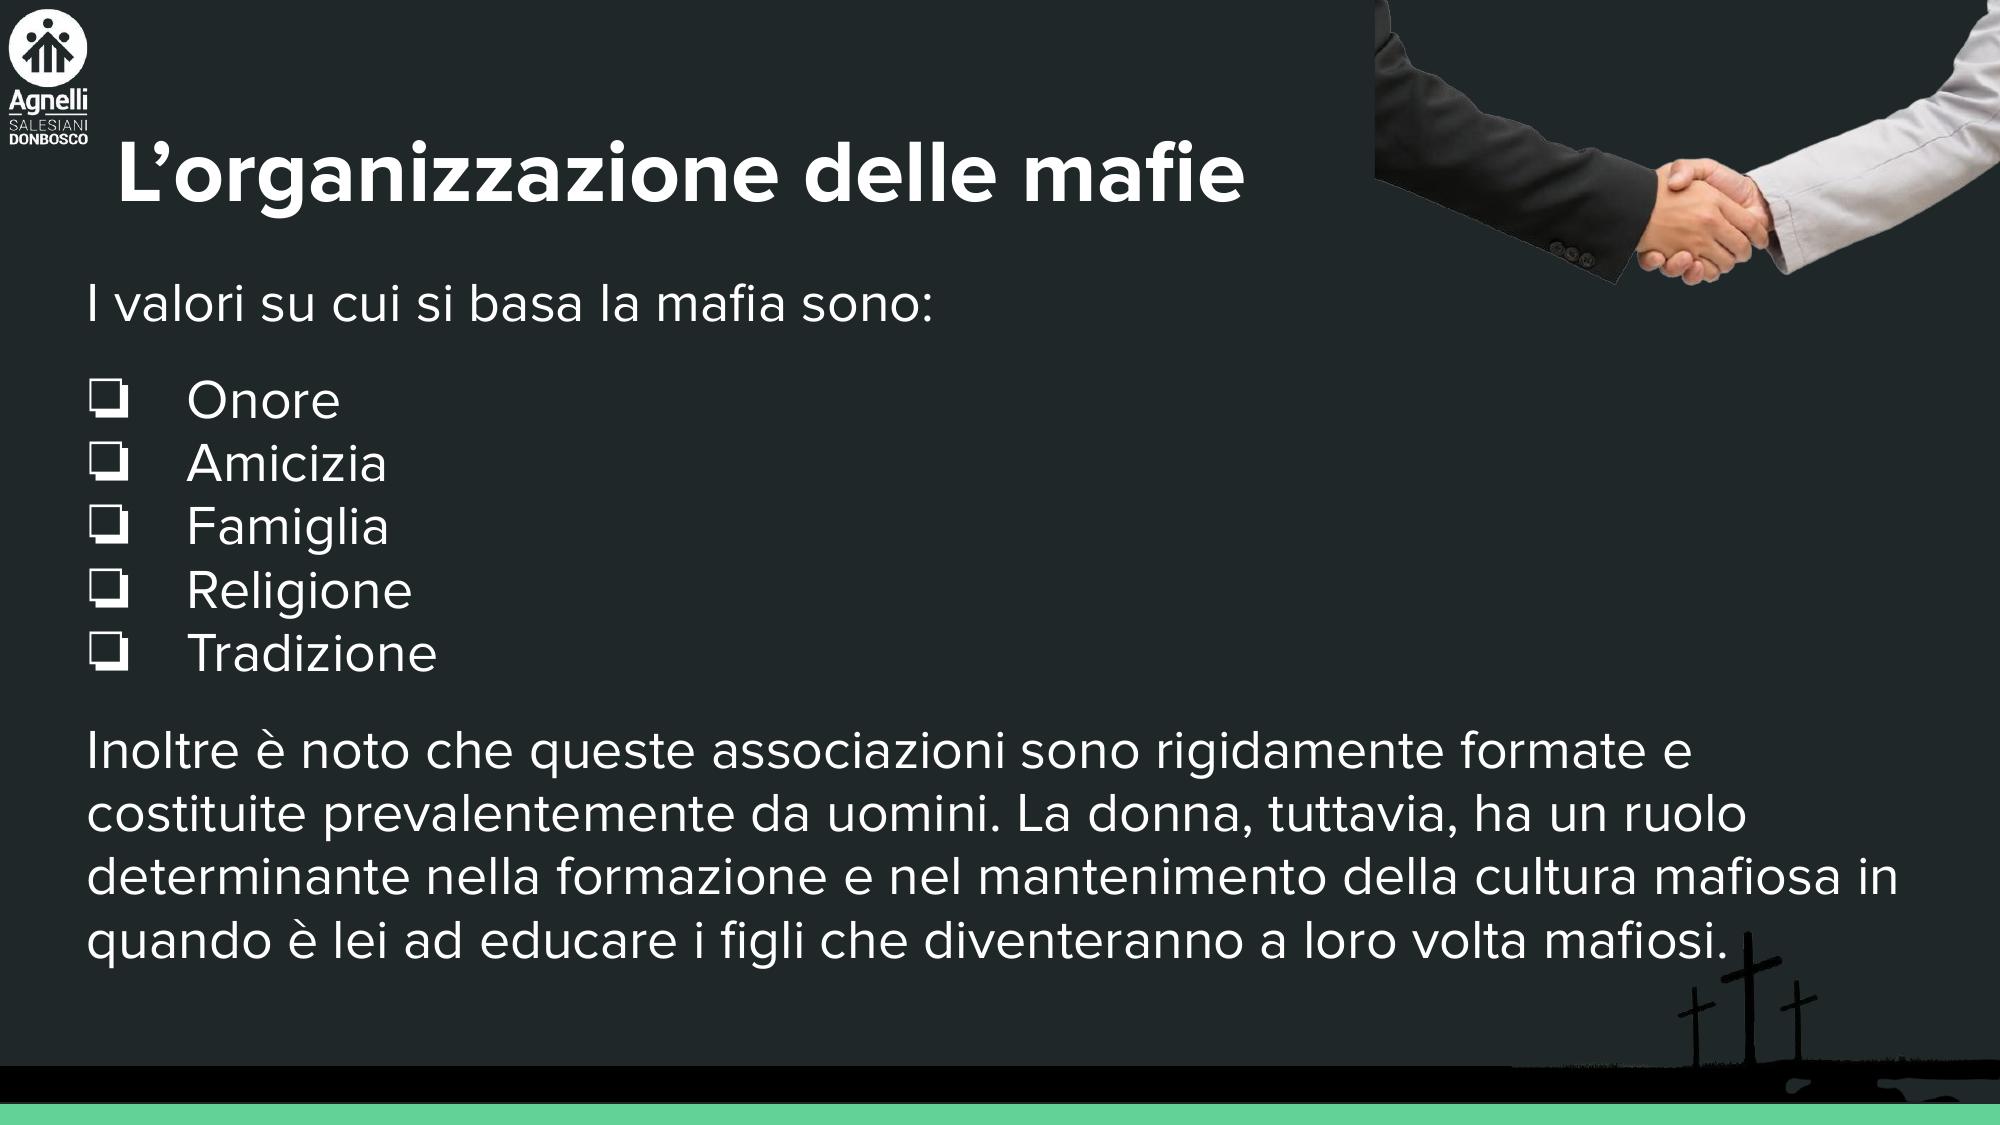 Agnelli
SALESIANI
DONBOSCO
L’organizzazione delle mafie
I valori su cui si basa la mafia sono:
❏ Onore
❏ Amicizia
❏ Famiglia
❏ Religione
❏ Tradizione
Inoltre è noto che queste associazioni sono rigidamente formate e
costituite prevalentemente da uomini. La donna, tuttavia, ha un ruolo
determinante nella formazione e nel mantenimento della cultura mafiosa in
quando è lei ad educare i figli che diventeranno a loro volta mafiosi.